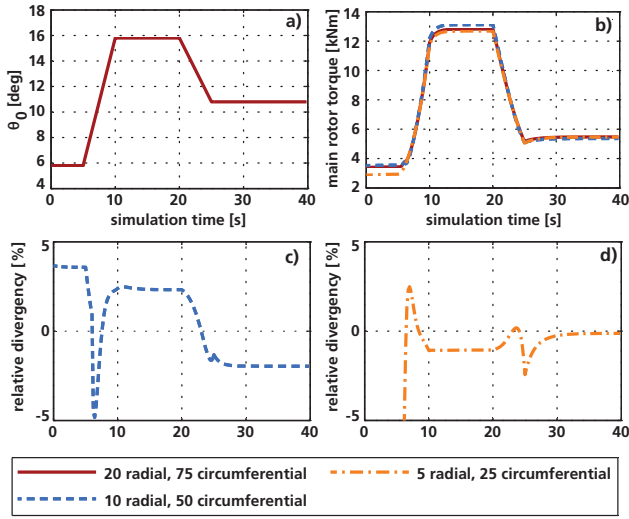 a)
θ0 [deg]
18
16
14
12
10
8
6
4
0 10 20 30 40
simulation time [s]
b)
main rotor torque [kNm]
14
12
10
8
6
4
2
0 10 20 30 40
simulation time [s]
c)
relative divergency [%]
5
0
-5
0 10 20 30 40
d)
relative divergency [%]
5
0
-5
0 10 20 30 40
20 radial, 75 circumferential
5 radial, 25 circumferential
10 radial, 50 circumferential